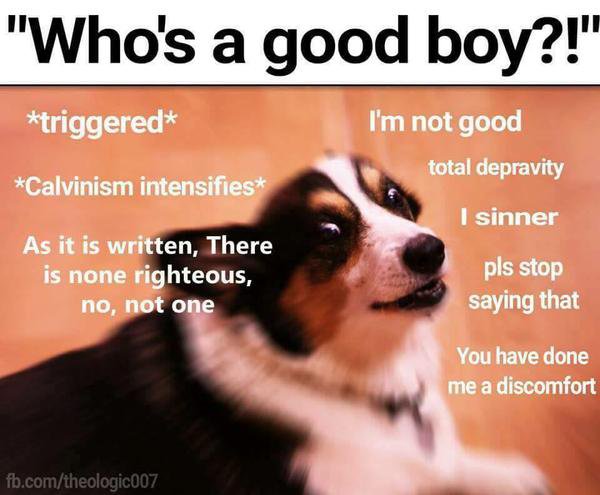 "Who's a good boy?!"
*triggered*
I'm not good
total depravity
*Calvinism intensifies*
I sinner
As it is written, There
is none righteous,
no, not one
pls stop
saying that
You have done
me a discomfort
fb.com/theologic007